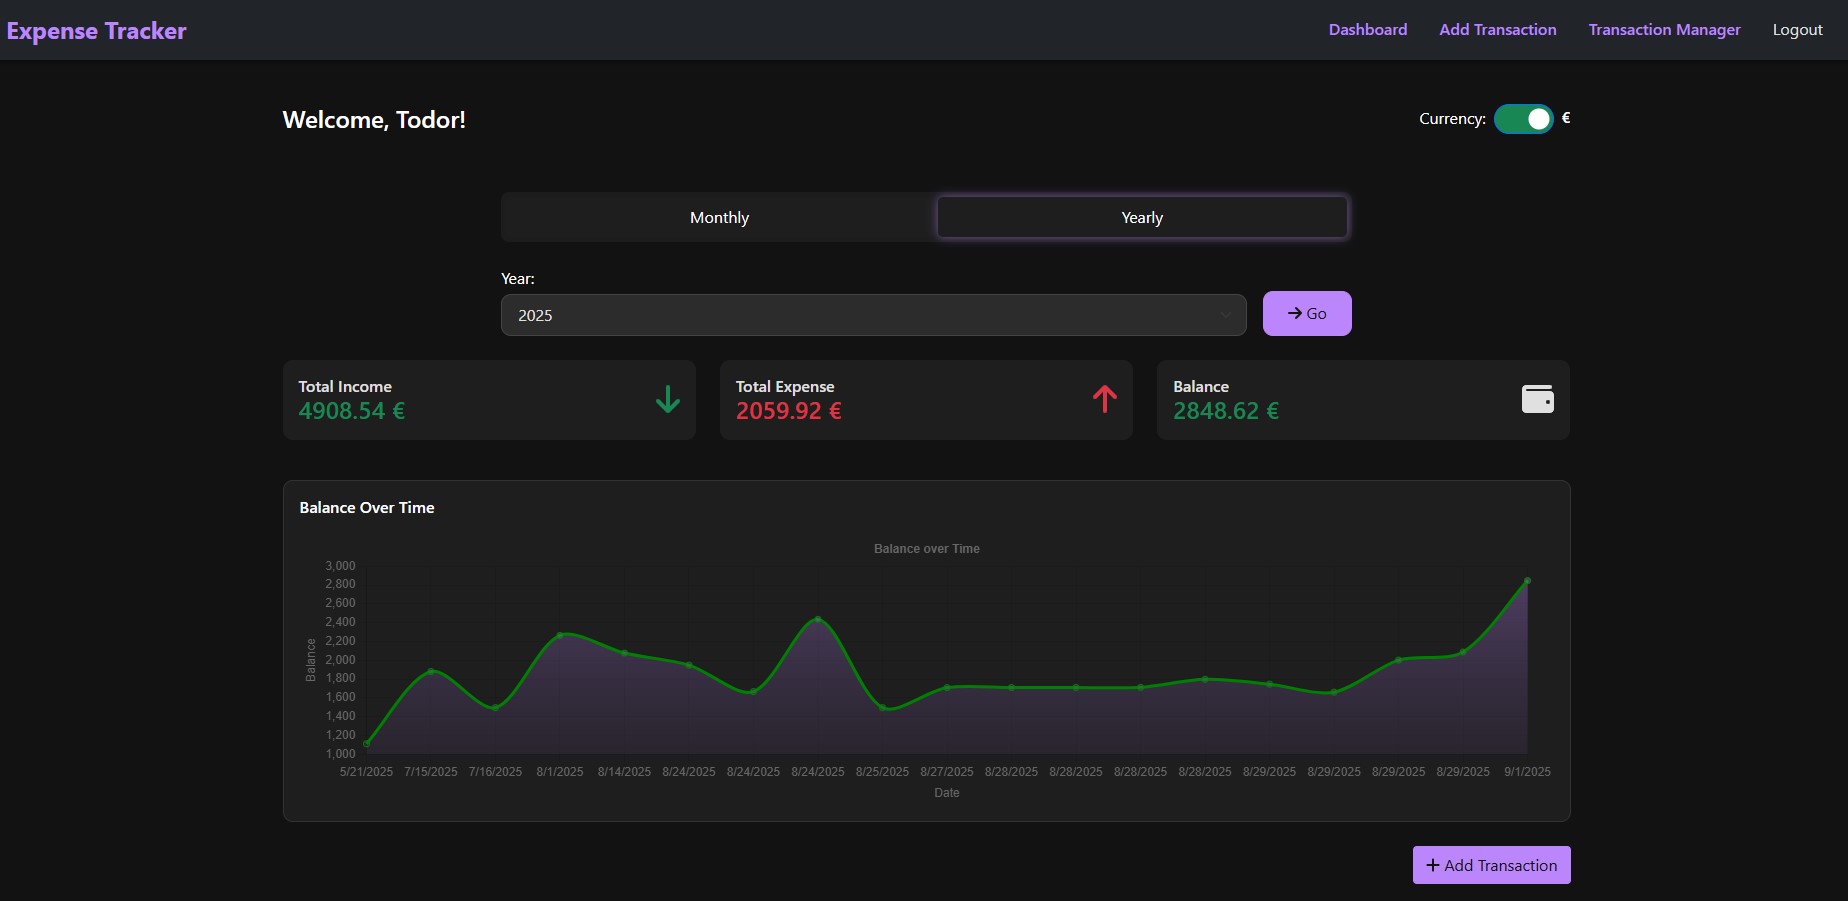 Expense Tracker
Dashboard Add Transaction Transaction Manager Logout
Welcome, Todor!
Currency: €
Monthly Yearly
Year:
2025
Go
Total Income
4908.54 €
Total Expense
2059.92 €
Balance
2848.62 €
Balance Over Time
Balance over Time
3,000
2,800
2,600
2,400
2,200
2,000
1,800
1,600
1,400
1,200
1,000
Balance
5/21/2025 7/15/2025 7/16/2025 8/1/2025 8/14/2025 8/24/2025 8/24/2025 8/24/2025 8/25/2025 8/27/2025 8/28/2025 8/28/2025 8/28/2025 8/28/2025 8/29/2025 8/29/2025 8/29/2025 8/29/2025 9/1/2025
Date
Add Transaction